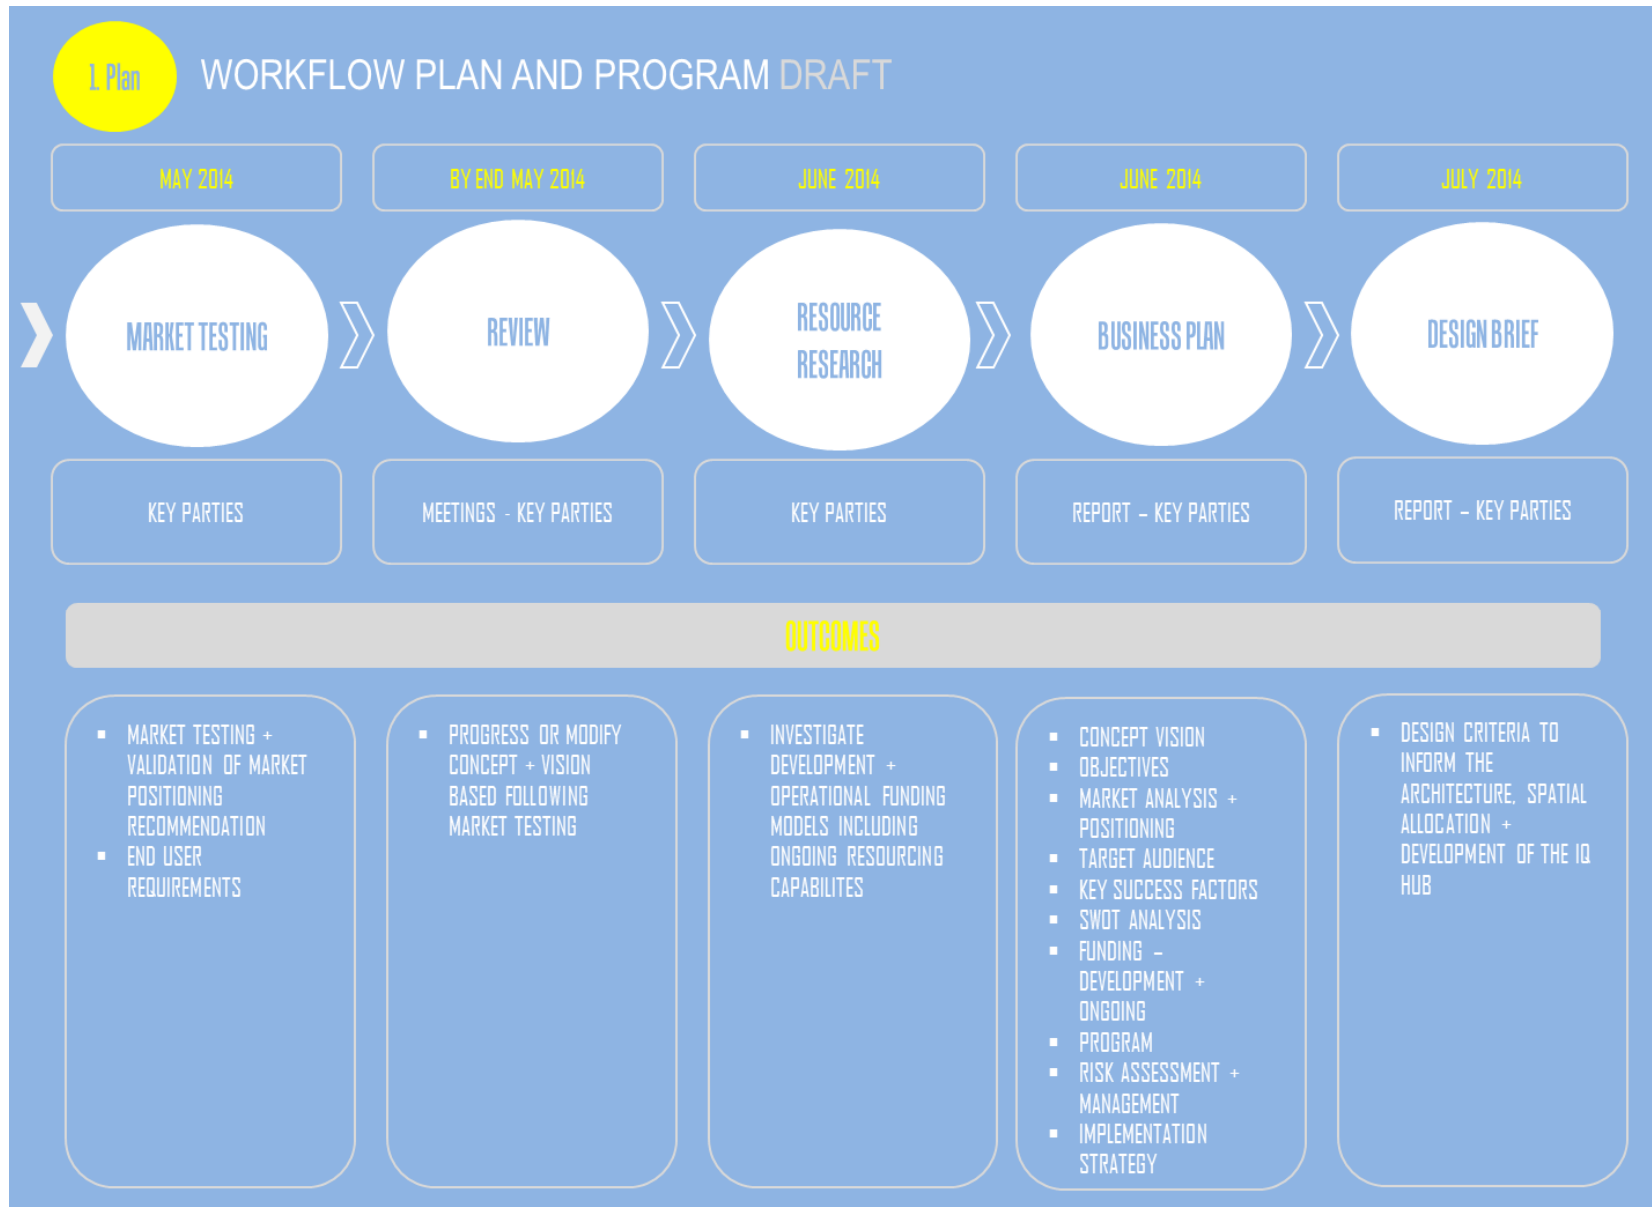 1. Plan
WORKFLOW PLAN AND PROGRAM DRAFT
MAY 2014
BY END MAY 2014
JUNE 2014
JUNE 2014
JULY 2014
MARKET TESTING
REVIEW
RESOURCE
RESEARCH
BUSINESS PLAN
DESIGN BRIEF
KEY PARTIES
MEETINGS - KEY PARTIES
KEY PARTIES
REPORT – KEY PARTIES
REPORT – KEY PARTIES
OUTCOMES
▪ MARKET TESTING +
VALIDATION OF MARKET
POSITIONING
RECOMMENDATION
▪ END USER
REQUIREMENTS
▪ PROGRESS OR MODIFY
CONCEPT + VISION
BASED FOLLOWING
MARKET TESTING
▪ INVESTIGATE
DEVELOPMENT +
OPERATIONAL FUNDING
MODELS INCLUDING
ONGOING RESOURCING
CAPABILITES
▪ CONCEPT VISION
▪ OBJECTIVES
▪ MARKET ANALYSIS +
POSITIONING
▪ TARGET AUDIENCE
▪ KEY SUCCESS FACTORS
▪ SWOT ANALYSIS
▪ FUNDING –
DEVELOPMENT +
ONGOING
▪ PROGRAM
▪ RISK ASSESSMENT +
MANAGEMENT
▪ IMPLEMENTATION
STRATEGY
▪ DESIGN CRITERIA TO
INFORM THE
ARCHITECTURE, SPATIAL
ALLOCATION +
DEVELOPMENT OF THE IQ
HUB